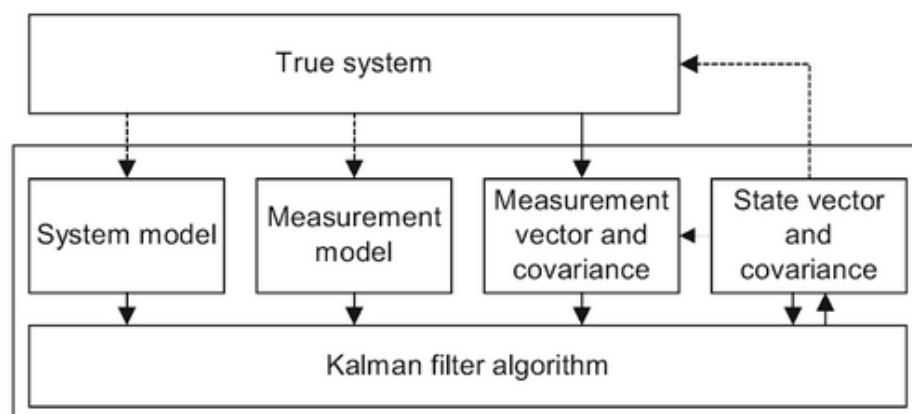 True system
System model
Measurement
model
Measurement
vector and
covariance
State vector
and
covariance
Kalman filter algorithm